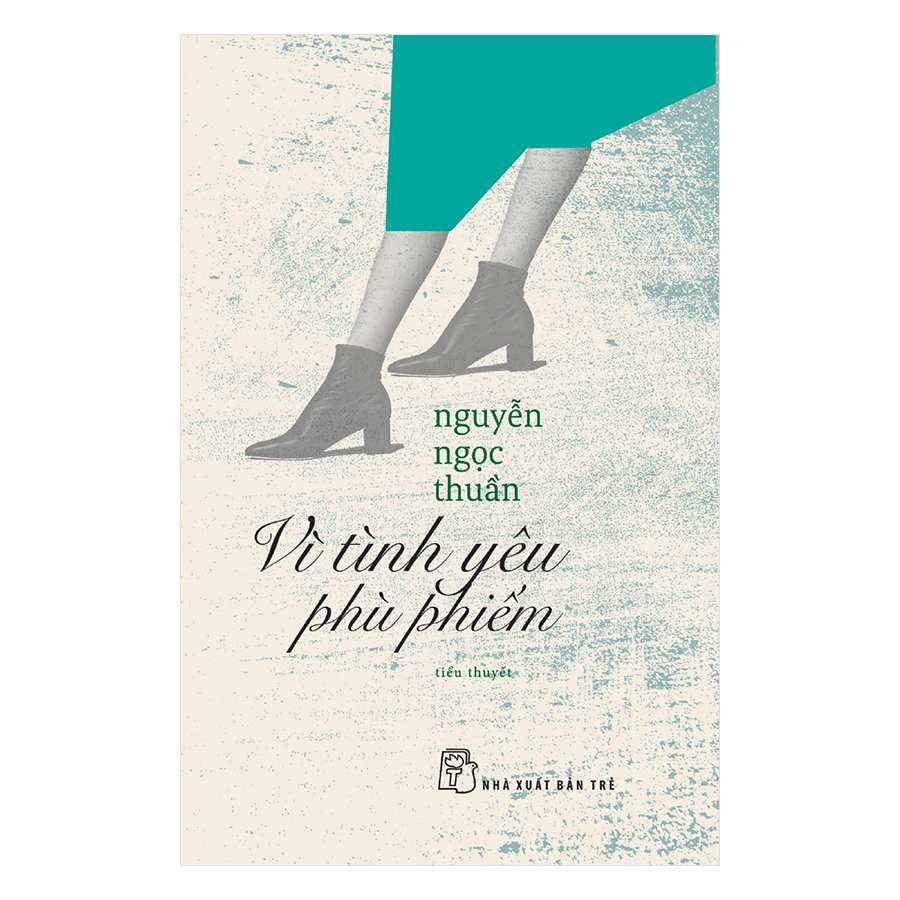 nguyễn
ngọc
thuần
Vì tình yêu
phù phiếm
tiểu thuyết
T
NHÀ XUẤT BẢN TRẺ